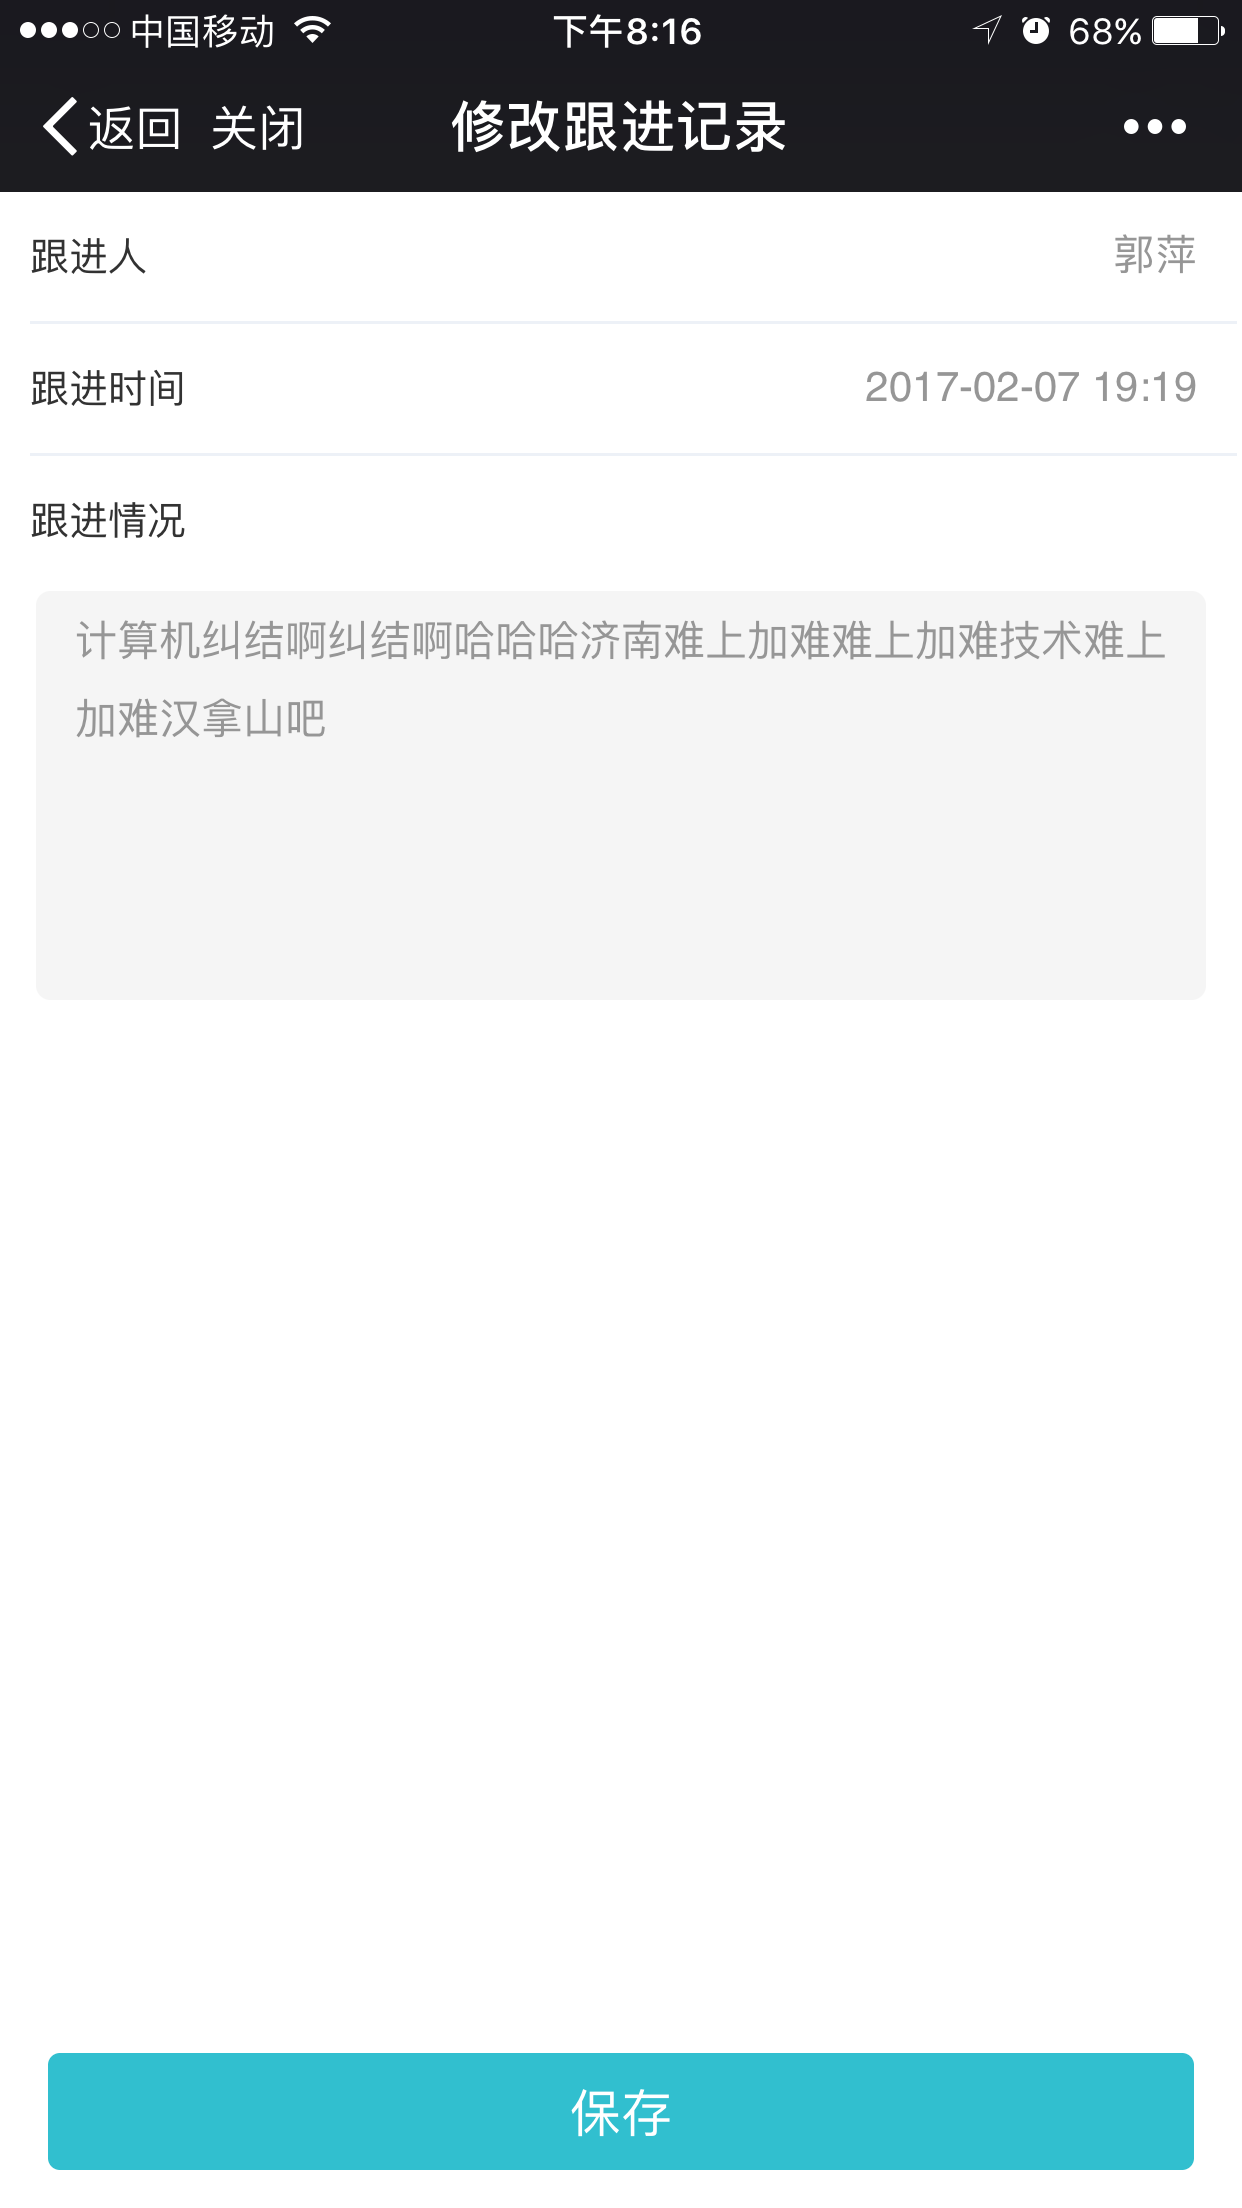 中国移动 下午8:16 68%
返回 关闭 修改跟进记录
跟进人 郭萍
跟进时间 2017-02-07 19:19
跟进情况
计算机纠结啊纠结啊哈哈哈济南难上加难难上加难技术难上
加难汉拿山吧
保存